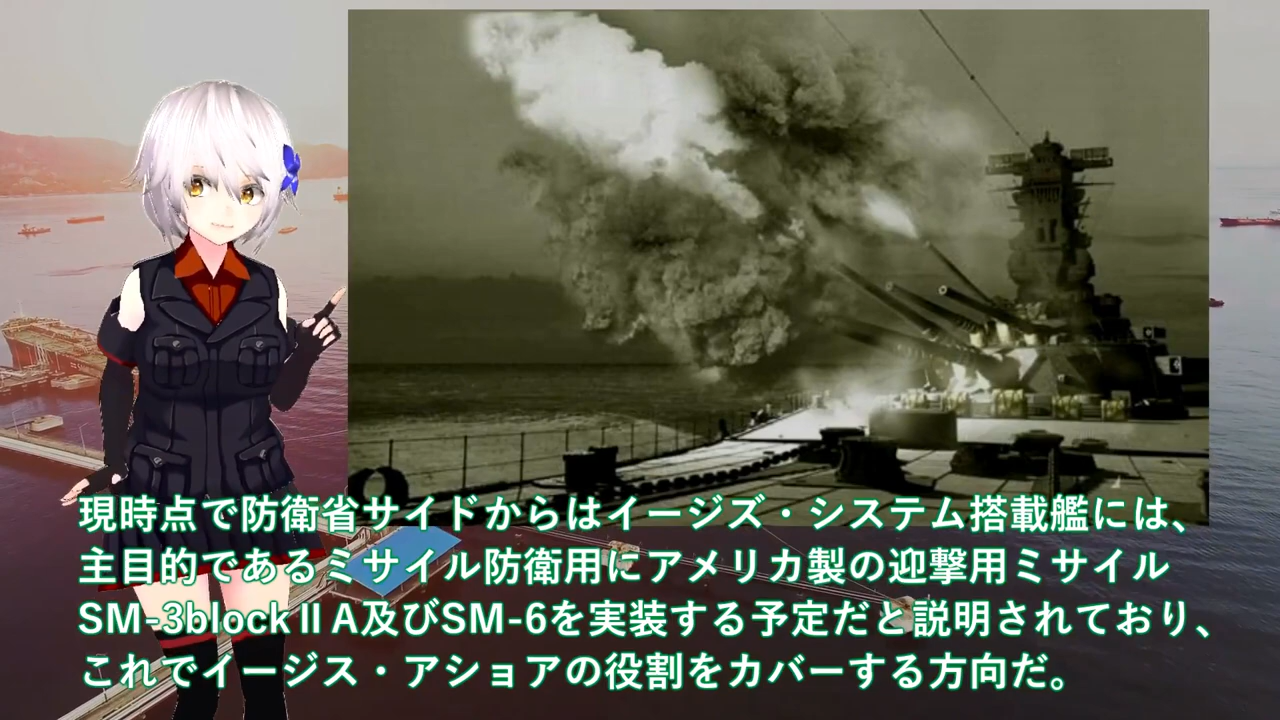 現時点で防衛省サイドからはイージズ・システム搭載艦には、
主目的であるミサイル防衛用にアメリカ製の迎撃用ミサイル
SM-3blockⅡA及びSM-6を実装する予定だと説明されており、
これでイージス・アショアの役割をカバーする方向だ。